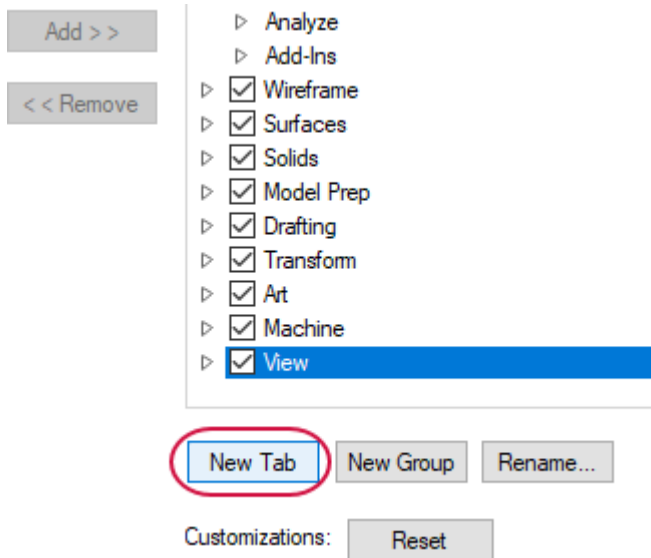 Add > >
<< Remove
Analyze
Add-Ins
Wireframe
Surfaces
Solids
Model Prep
Drafting
Transform
Art
Machine
View
New Tab New Group Rename...
Customizations: Reset